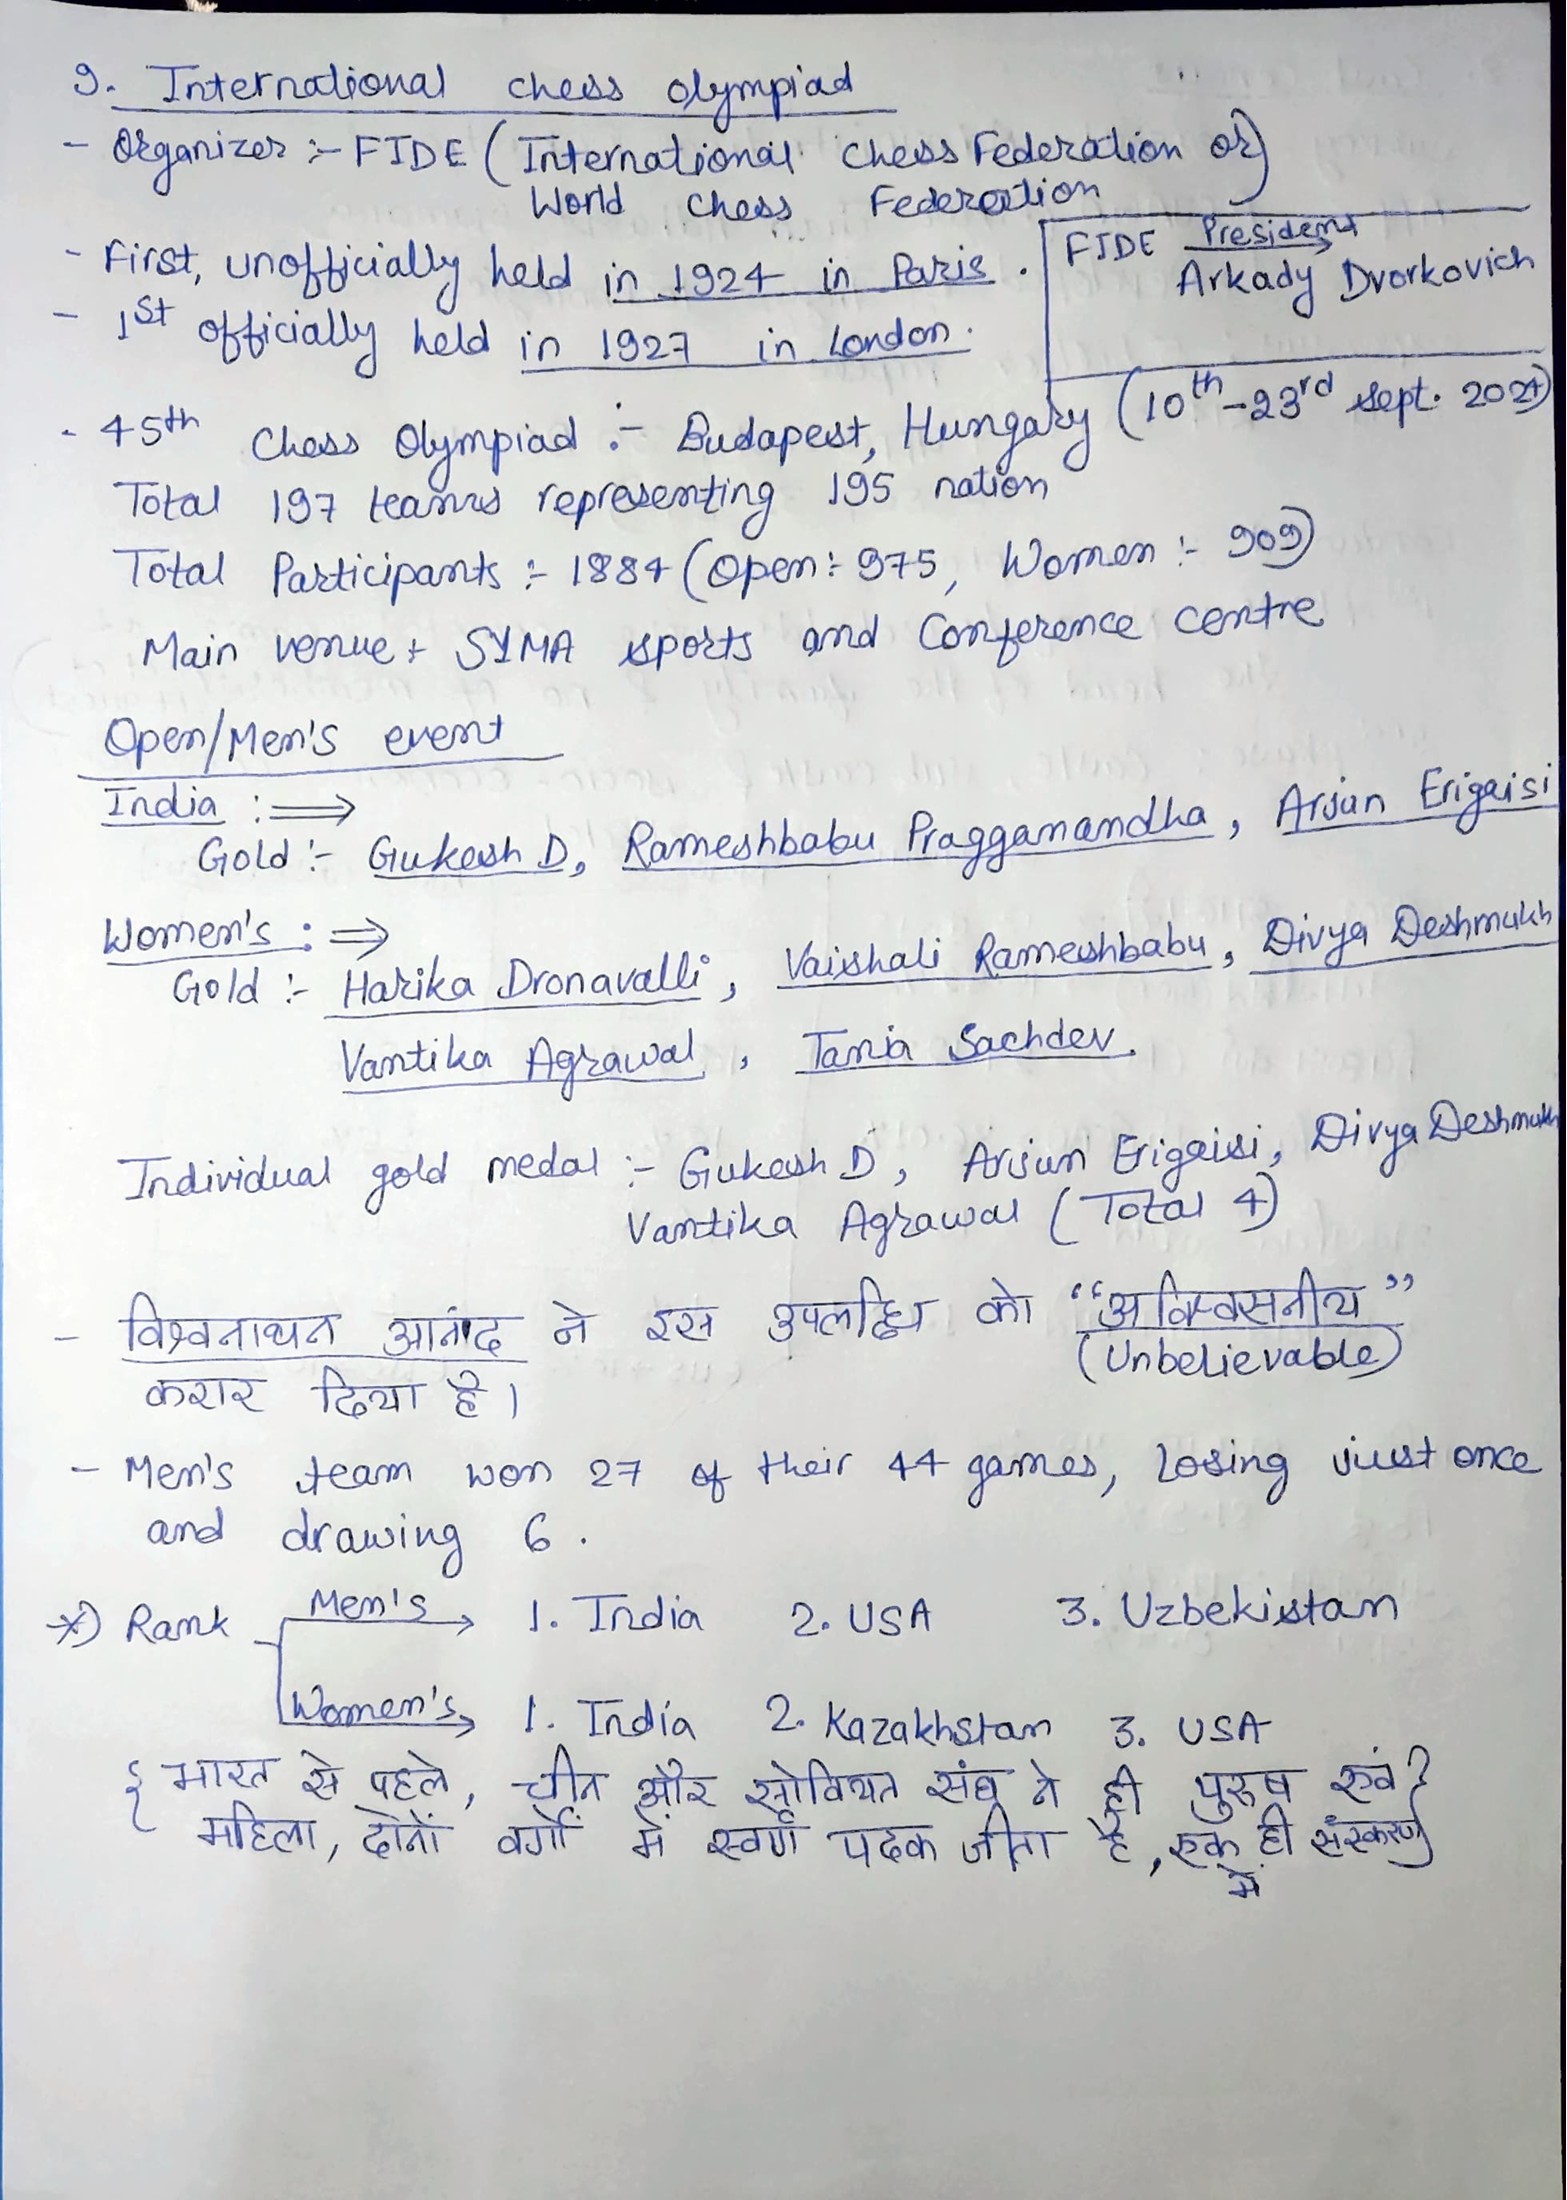 9. International chess olympiad
- Organizer :- FIDE (International Chess Federation or)
World Chess Federation
- First, unofficially held in 1924 in Paris.
FIDE President
Arkady Dvorkovich
- 1st officially held in 1927 in London.
- 45th Chess Olympiad :- Budapest, Hungary (10th-23rd sept. 2024)
Total 197 teams representing 195 nation
Total Participants :- 1884 (Open :- 975, Women :- 909)
Main venue + SYMA sports and Conference centre
Open/Men's event
India :⇒
Gold :- Gukesh D, Rameshbabu Pragganandha, Arjun Erigaisi
Women's :⇒
Gold :- Harika Dronavalli, Vaishali Rameshbabu, Divya Deshmukh
Vantika Agrawal, Tania Sachdev.
Individual gold medal :- Gukesh D, Arjun Erigaisi, Divya Deshmukh
Vantika Agrawal (Total 4)
- विश्वनाथन आनंद ने इस उपलब्धि को “अविश्वसनीय”
(Unbelievable)
करार दिया है।
- Men's team won 27 of their 44 games, losing just once
and drawing 6.
*) Rank Men's → 1. India 2. USA 3. Uzbekistan
Women's → 1. India 2. Kazakhstan 3. USA
{ भारत से पहले, चीन और सोवियत संघ ने ही पुरुष एवं }
महिला, दोनों वर्गों में स्वर्ण पदक जीता है, एक ही संस्करण
में